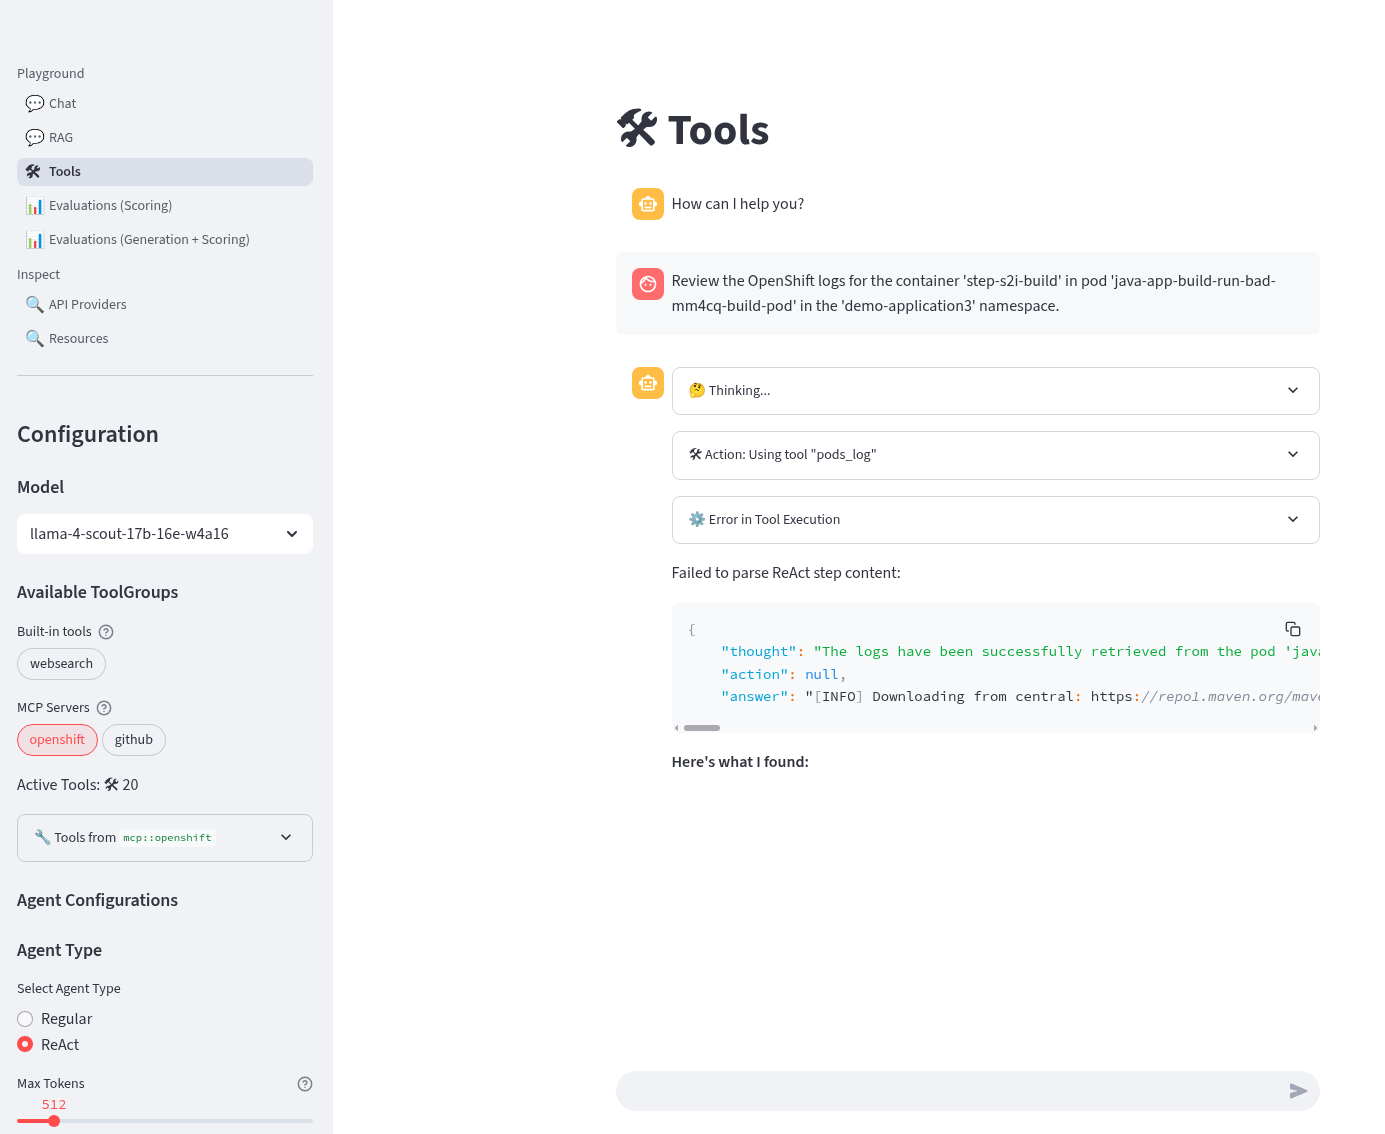 Playground
Chat
RAG
Tools
Evaluations (Scoring)
Evaluations (Generation + Scoring)
Inspect
API Providers
Resources
Configuration
Model
llama-4-scout-17b-16e-w4a16
Available ToolGroups
Built-in tools
websearch
MCP Servers
openshift
github
Active Tools: 🛠 20
Tools from mcp::openshift
Agent Configurations
Agent Type
Select Agent Type
Regular
ReAct
Max Tokens
512
🛠 Tools
How can I help you?
Review the OpenShift logs for the container 'step-s2i-build' in pod 'java-app-build-run-bad-
mm4cq-build-pod' in the 'demo-application3' namespace.
🤔 Thinking...
🛠 Action: Using tool "pods_log"
⚙️ Error in Tool Execution
Failed to parse ReAct step content:
{
"thought": "The logs have been successfully retrieved from the pod 'java
"action": null,
"answer": "[INFO] Downloading from central: https://repo1.maven.org/mave
Here's what I found: